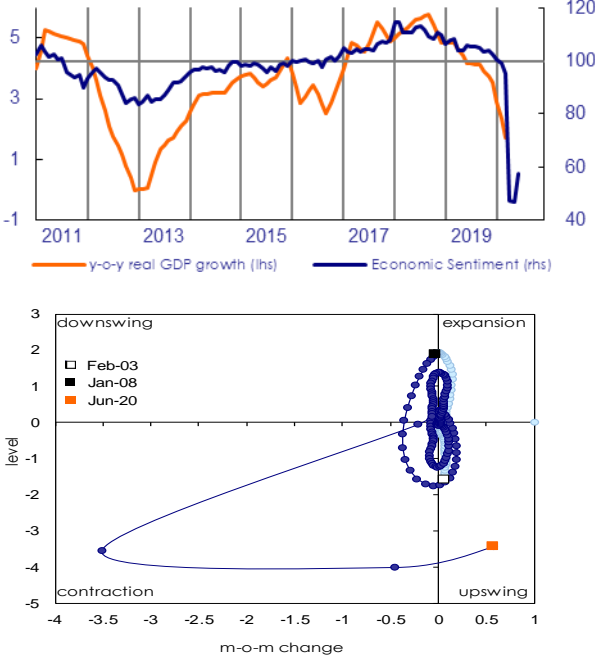 5 120
3 100
1 80
-1 60
40
2011 2013 2015 2017 2019
y-o-y real GDP growth (lhs) Economic Sentiment (rhs)
3
downswing expansion
2
Feb-03
Jan-08
Jun-20
1
0
level
-1
-2
-3
-4
contraction upswing
-5
-4 -3.5 -3 -2.5 -2 -1.5 -1 -0.5 0 0.5 1
m-o-m change